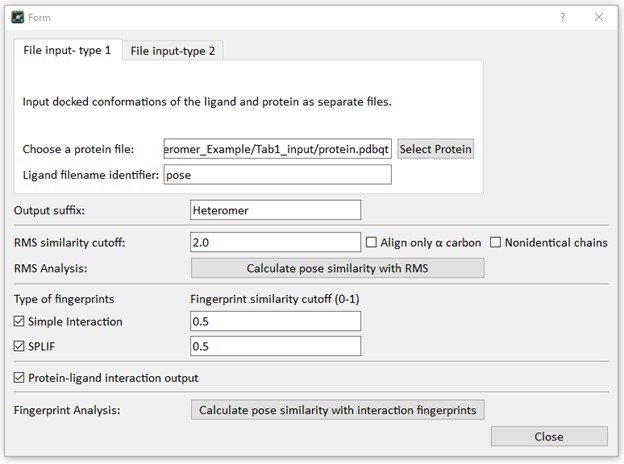 Form
File input- type 1
File input-type 2
Input docked conformations of the ligand and protein as separate files.
Choose a protein file: eromer_Example/Tab1_input/protein.pdbqt Select Protein
Ligand filename identifier: pose
Output suffix: Heteromer
RMS similarity cutoff: 2.0 Align only α carbon Nonidentical chains
RMS Analysis: Calculate pose similarity with RMS
Type of fingerprints Fingerprint similarity cutoff (0-1)
Simple Interaction 0.5
SPLIF 0.5
Protein-ligand interaction output
Fingerprint Analysis: Calculate pose similarity with interaction fingerprints
Close